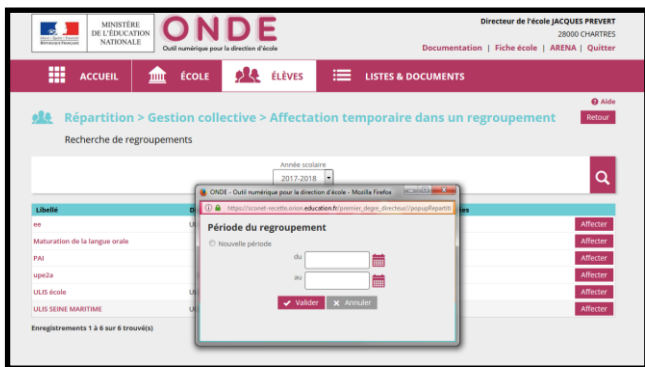 MINISTÈRE
DE L'ÉDUCATION
NATIONALE
ONDE
Outil numérique pour la direction d'école
Directeur de l'école JACQUES PREVERT
28000 CHARTRES
Documentation | Fiche école | ARENA | Quitter
ACCUEIL ÉCOLE ÉLÈVES LISTES & DOCUMENTS
Aide
Répartition > Gestion collective > Affectation temporaire dans un regroupement
Retour
Recherche de regroupements
Année scolaire
2017-2018
ONDE - Outil numérique pour la direction d'école - Mozilla Firefox
https://sconet-recette.orion.education.fr/premier_degre_directeur//popupRepartiti
Période du regroupement
Nouvelle période
du
au
Valider Annuler
Libellé
ee Affecter
Maturation de la langue orale Affecter
PAI Affecter
upe2a Affecter
ULIS école Affecter
ULIS SEINE MARITIME Affecter
Enregistrements 1 à 6 sur 6 trouvé(s)